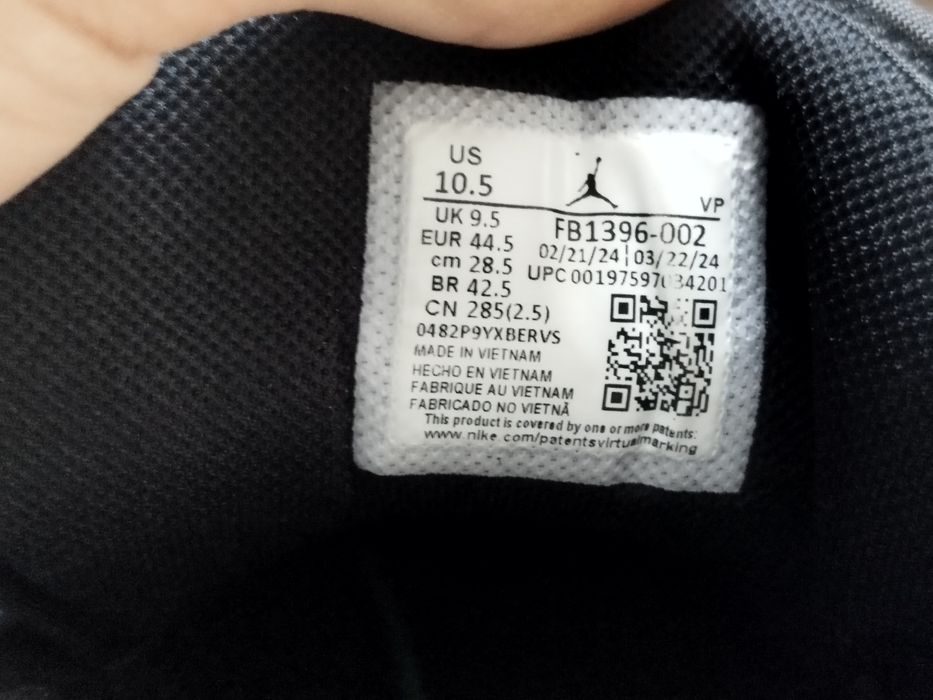 US
10.5
VP
UK 9.5
EUR 44.5
cm 28.5
BR 42.5
CN 285(2.5)
0482P9YXBERVS
MADE IN VIETNAM
HECHO EN VIETNAM
FABRIQUE AU VIETNAM
FABRICADO NO VIETNÃ
FB1396-002
02/21/24 | 03/22/24
UPC
This product is covered by one or more patents:
www.nike.com/patentsvirtualmarking